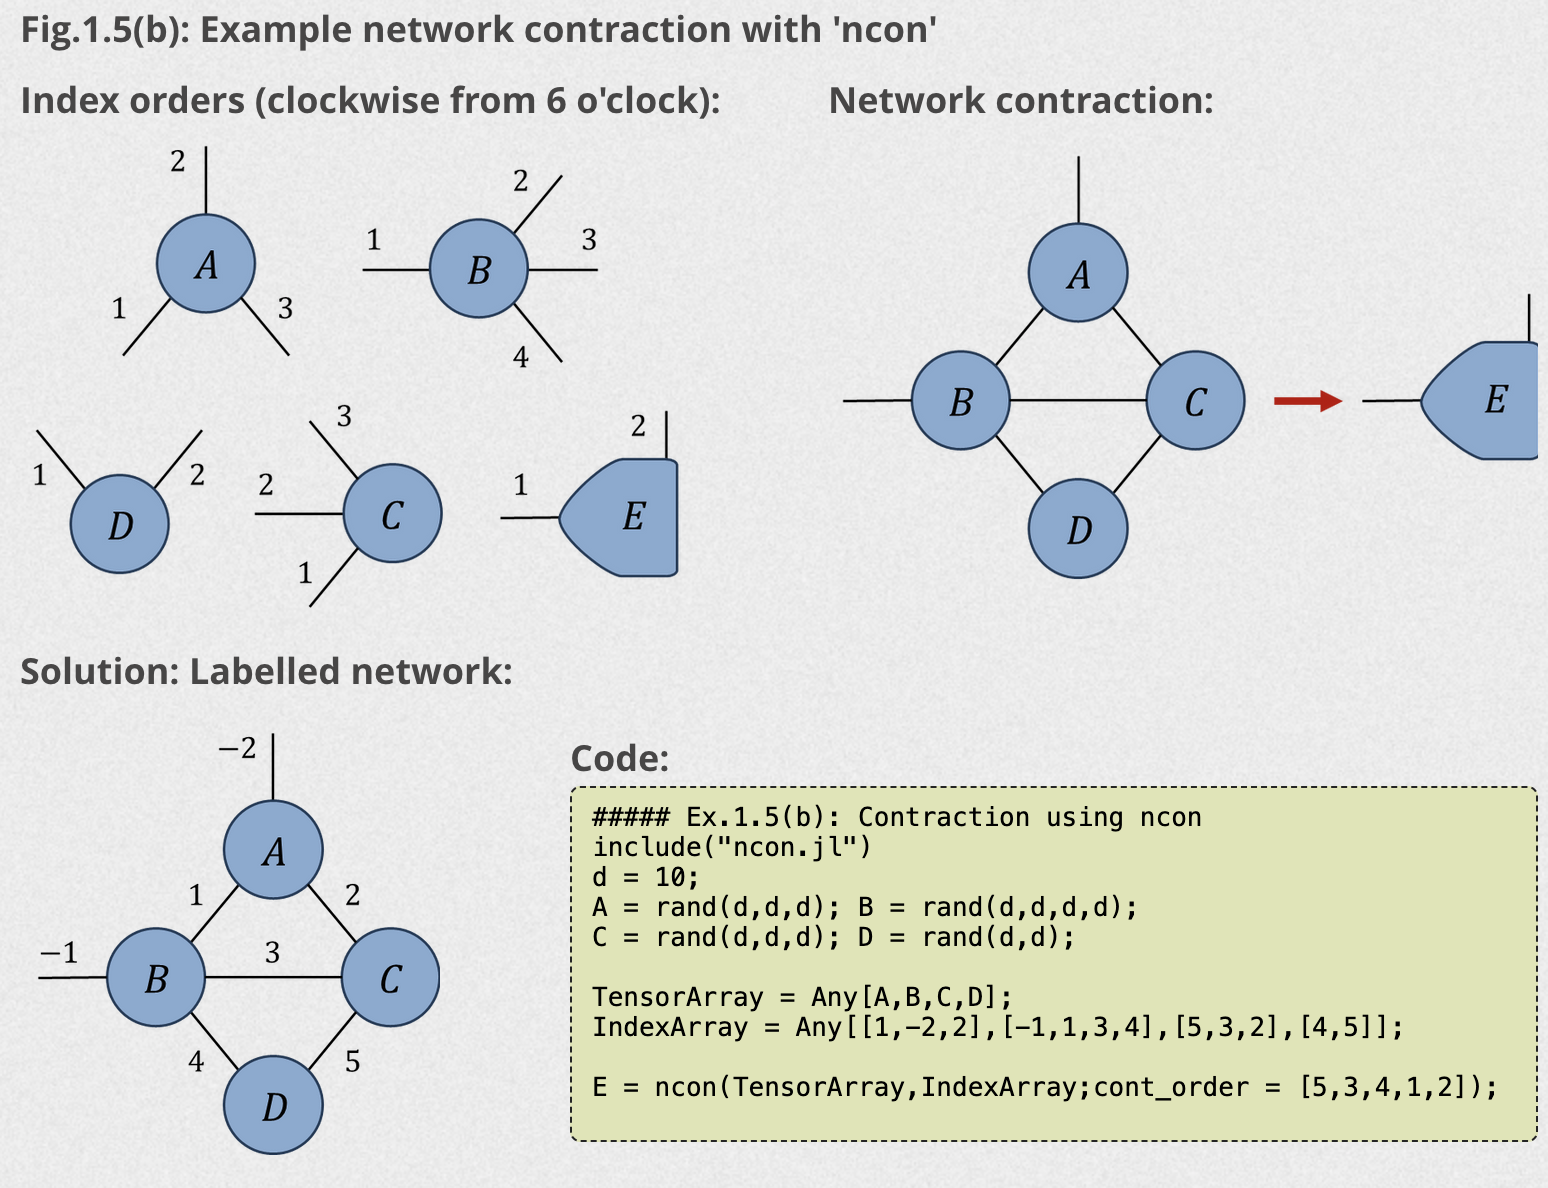 Fig.1.5(b): Example network contraction with 'ncon'
Index orders (clockwise from 6 o'clock):
2
A
1
3
2
1
3
B
4
1
2
D
3
2
C
1
2
1
E
Network contraction:
A
B
C
D
E
Solution: Labelled network:
−2
A
1
2
−1
3
B
C
4
5
D
Code:
##### Ex.1.5(b): Contraction using ncon
include("ncon.jl")
d = 10;
A = rand(d,d,d); B = rand(d,d,d,d);
C = rand(d,d,d); D = rand(d,d);
TensorArray = Any[A,B,C,D];
IndexArray = Any[[1,−2,2],[−1,1,3,4],[5,3,2],[4,5]];
E = ncon(TensorArray,IndexArray;cont_order = [5,3,4,1,2]);